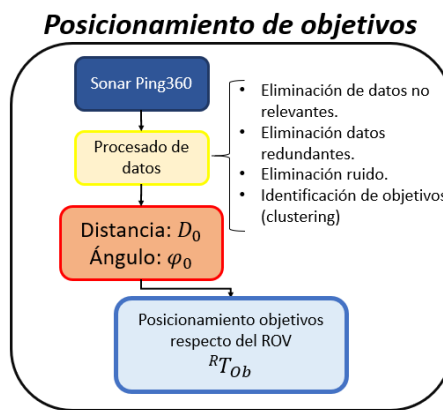 Posicionamiento de objetivos
Sonar Ping360
Procesado de
datos
• Eliminación de datos no
relevantes.
• Eliminación datos
redundantes.
• Eliminación ruido.
• Identificación de objetivos
(clustering)
Distancia: D₀
Ángulo: φ₀
Posicionamiento objetivos
respecto del ROV
ᴿT_Ob